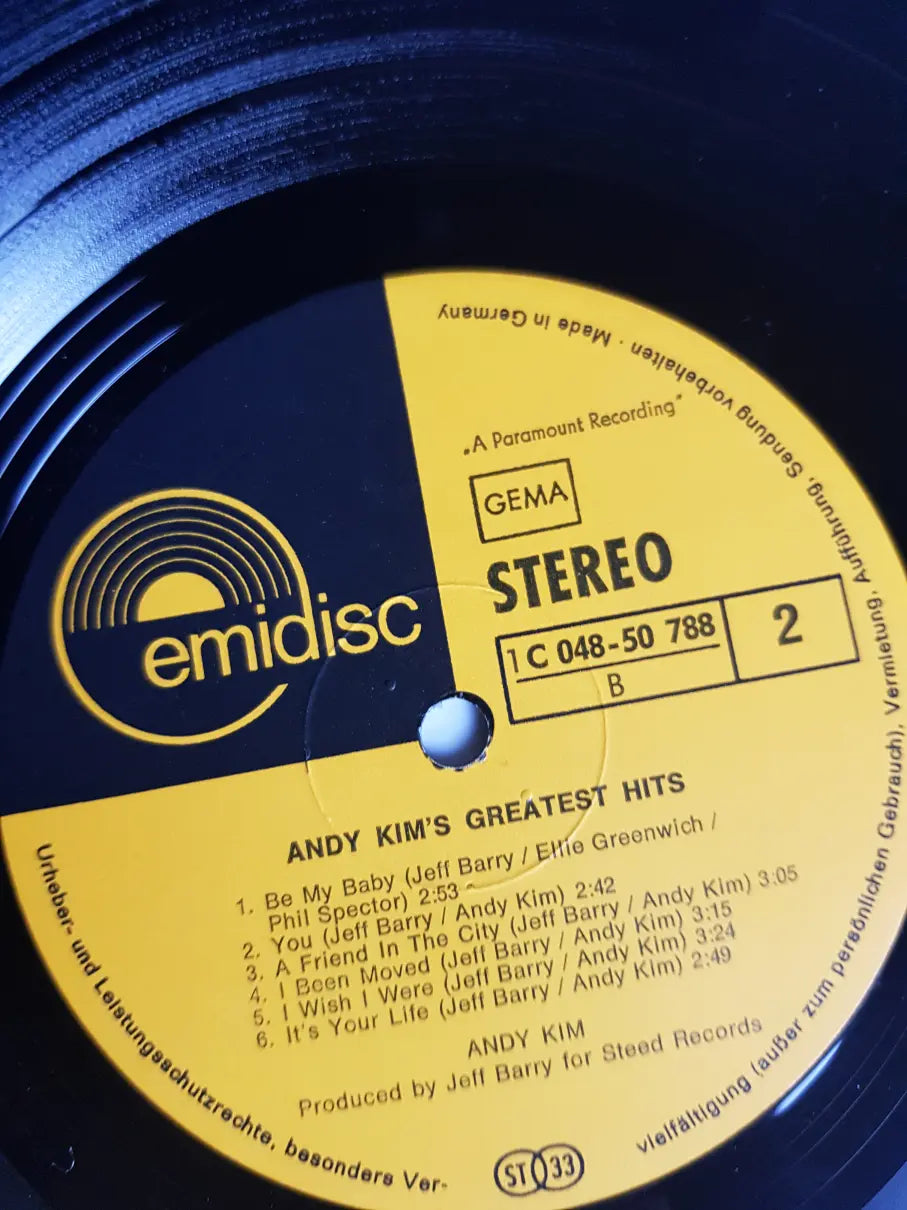 Urheber- und Leistungsschutzrechte, besonders Ver-
vielfältigung (außer zum persönlichen Gebrauch), Vermietung, Aufführung, Sendung vorbehalten · Made in Germany
„A Paramount Recording"
GEMA
STEREO
1 C 048-50 788
B
2
emidisc
ANDY KIM'S GREATEST HITS
1. Be My Baby (Jeff Barry / Ellie Greenwich /
Phil Spector) 2:53
2. You (Jeff Barry / Andy Kim) 2:42
3. A Friend In The City (Jeff Barry / Andy Kim) 3:05
4. I Been Moved (Jeff Barry / Andy Kim) 3:15
5. I Wish I Were (Jeff Barry / Andy Kim) 3:24
6. It's Your Life (Jeff Barry / Andy Kim) 2:49
ANDY KIM
Produced by Jeff Barry for Steed Records
ST 33